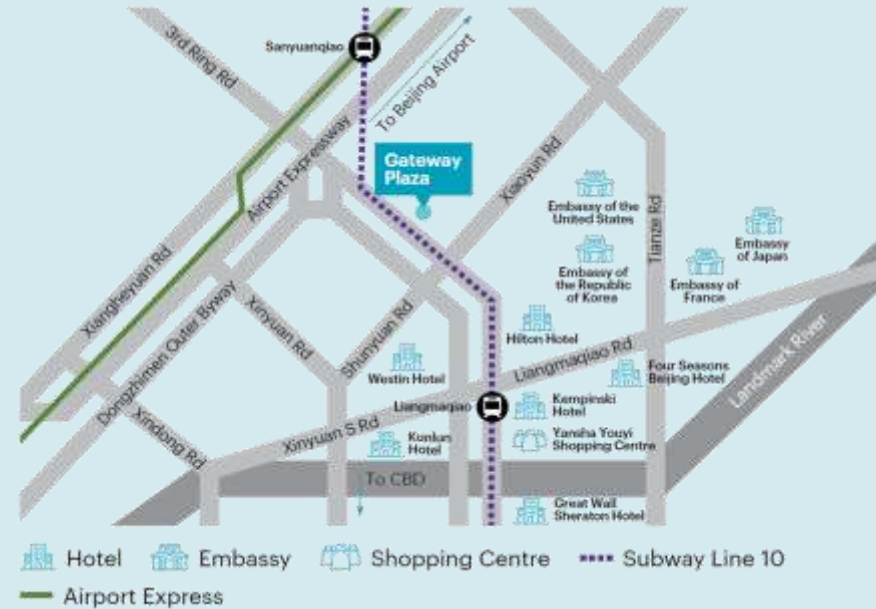 3rd Ring Rd
Sanyuanqiao
To Beijing Airport
Airport Expressway
Gateway
Plaza
Xiaoyun Rd
Embassy of the
United States
Tianze Rd
Embassy
of Japan
Embassy of
the Republic
of Korea
Embassy of
France
Xiangheyuan Rd
Dongzhimen Outer Byway
Xinyuan Rd
Shunyuan Rd
Hilton Hotel
Liangmaqiao Rd
Landmark River
Westin Hotel
Four Seasons
Beijing Hotel
Liangmaqiao
Kempinski
Hotel
Xindong Rd
Xinyuan S Rd
Kunlun
Hotel
Yansha Youyi
Shopping Centre
To CBD
Great Wall
Sheraton Hotel
Hotel
Embassy
Shopping Centre
Subway Line 10
Airport Express